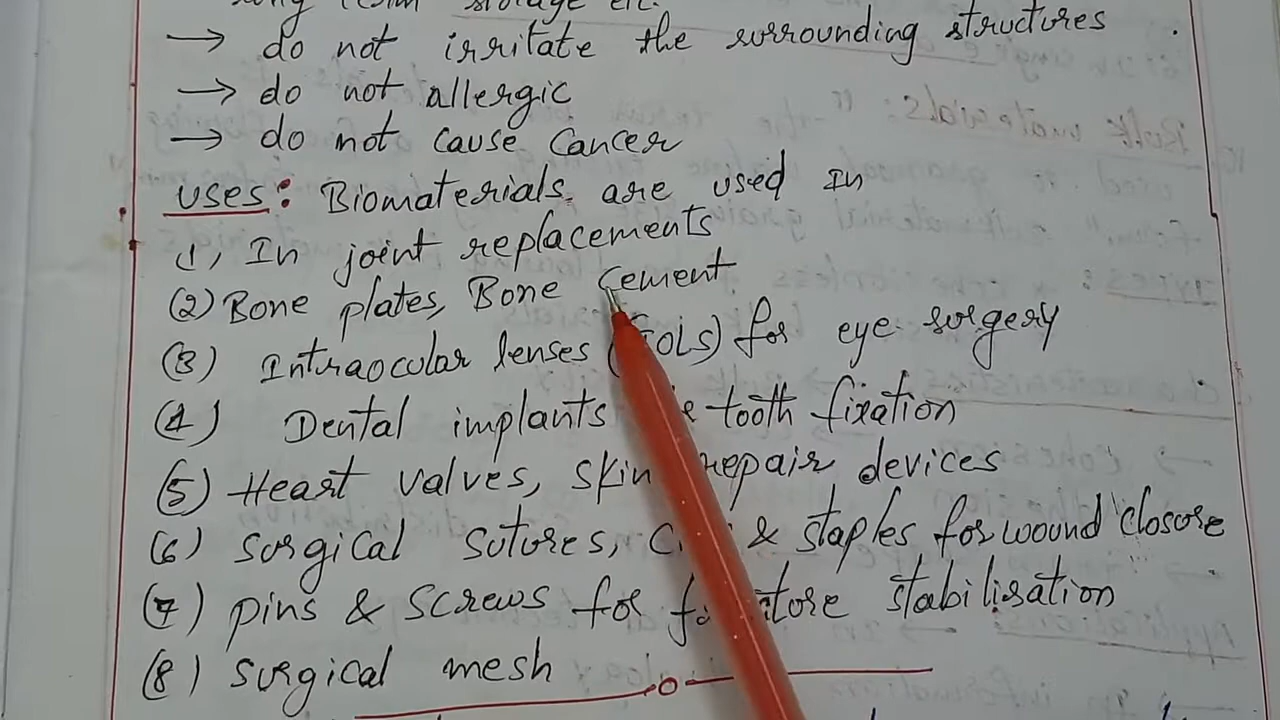 storage etc.
→ do not irritate the surrounding structures
→ do not allergic
→ do not cause cancer
Uses: Biomaterials are used In
1, In joint replacements
(2) Bone plates, Bone cement
(3) Intraocular lenses (IOLs) for eye surgery
(4) Dental implants tooth fixation
(5) Heart valves, skin repair devices
(6) surgical sutures, & staples for wound closure
(7) pins & screws for stabilisation
(8) surgical mesh